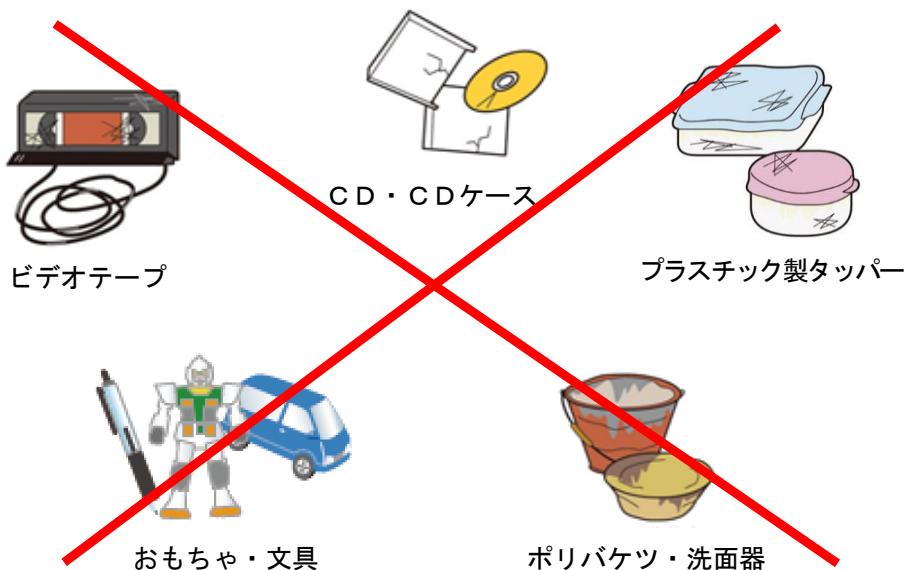 ＣＤ・ＣＤケース
ビデオテープ
プラスチック製タッパー
おもちゃ・文具
ポリバケツ・洗面器